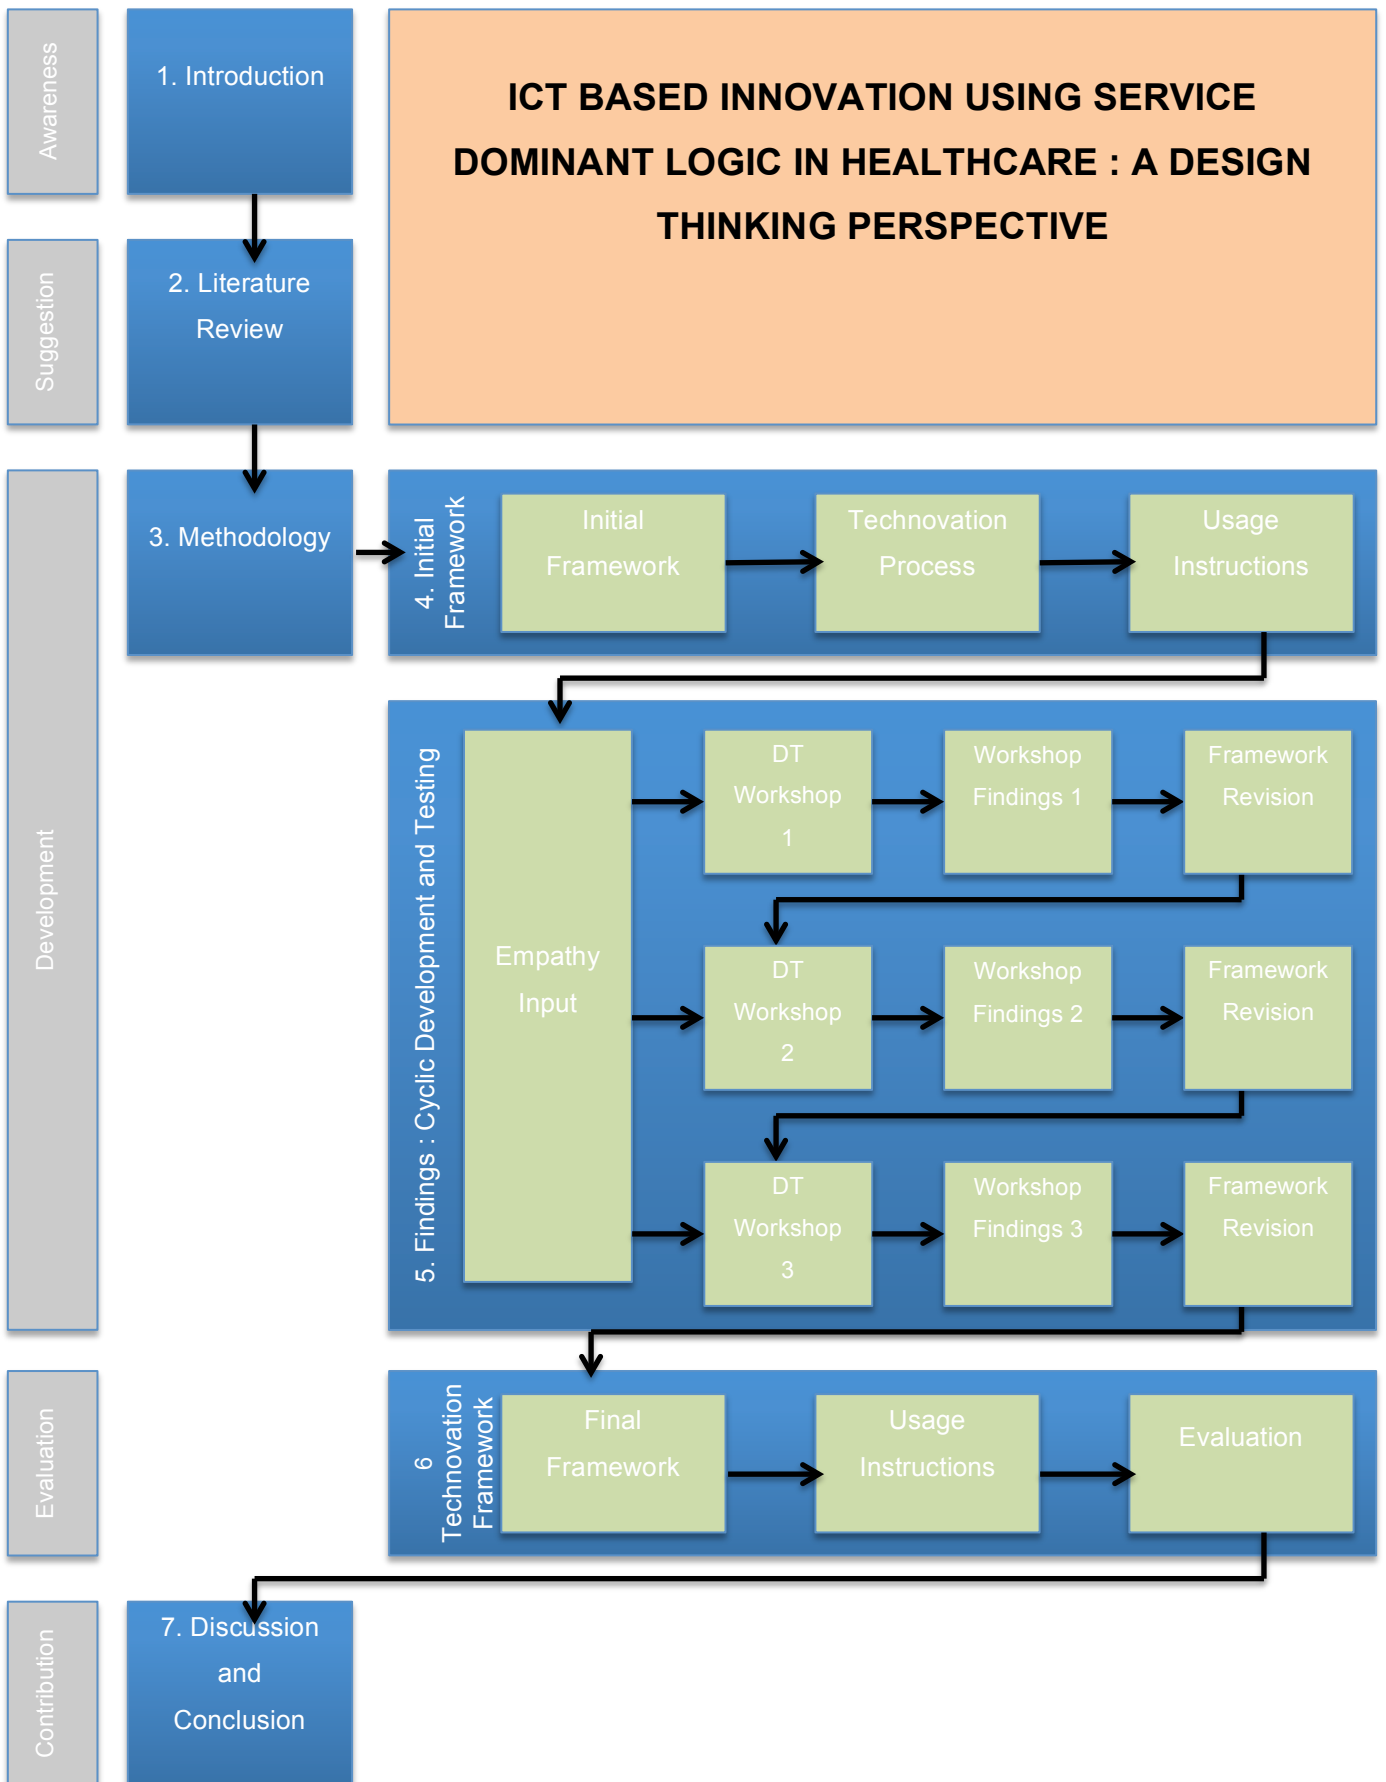 Awareness
1. Introduction
ICT BASED INNOVATION USING SERVICE
DOMINANT LOGIC IN HEALTHCARE : A DESIGN
THINKING PERSPECTIVE
Suggestion
2. Literature
Review
Development
3. Methodology
4. Initial
Framework
Initial
Framework
Technovation
Process
Usage
Instructions
5. Findings : Cyclic Development and Testing
Empathy
Input
DT
Workshop
1
Workshop
Findings 1
Framework
Revision
DT
Workshop
2
Workshop
Findings 2
Framework
Revision
DT
Workshop
3
Workshop
Findings 3
Framework
Revision
Evaluation
6
Technovation
Framework
Final
Framework
Usage
Instructions
Evaluation
Contribution
7. Discussion
and
Conclusion